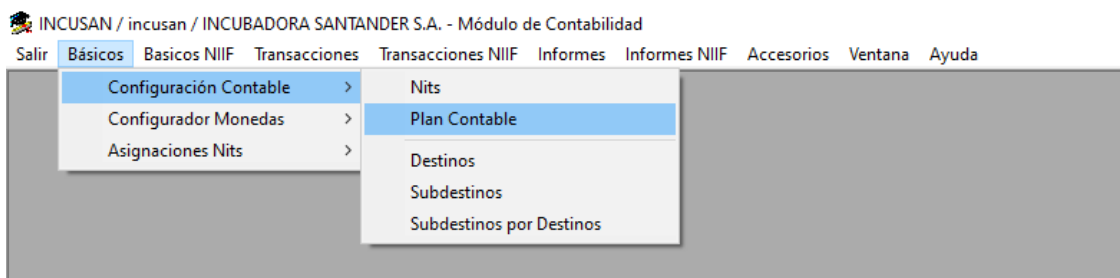 INCUSAN / incusan / INCUBADORA SANTANDER S.A. - Módulo de Contabilidad
Salir Básicos Basicos NIIF Transacciones Transacciones NIIF Informes Informes NIIF Accesorios Ventana Ayuda
Configuración Contable > Nits
Configurador Monedas > Plan Contable
Asignaciones Nits > Destinos
Subdestinos
Subdestinos por Destinos